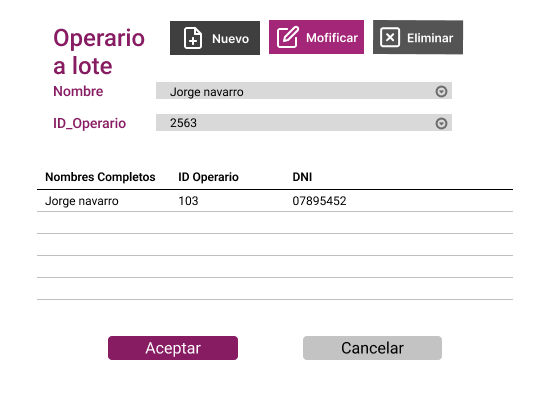 Operario
a lote
Nuevo
Mofificar
Eliminar
Nombre
Jorge navarro
ID_Operario
2563
Nombres Completos ID Operario DNI
Jorge navarro 103 07895452
Aceptar
Cancelar